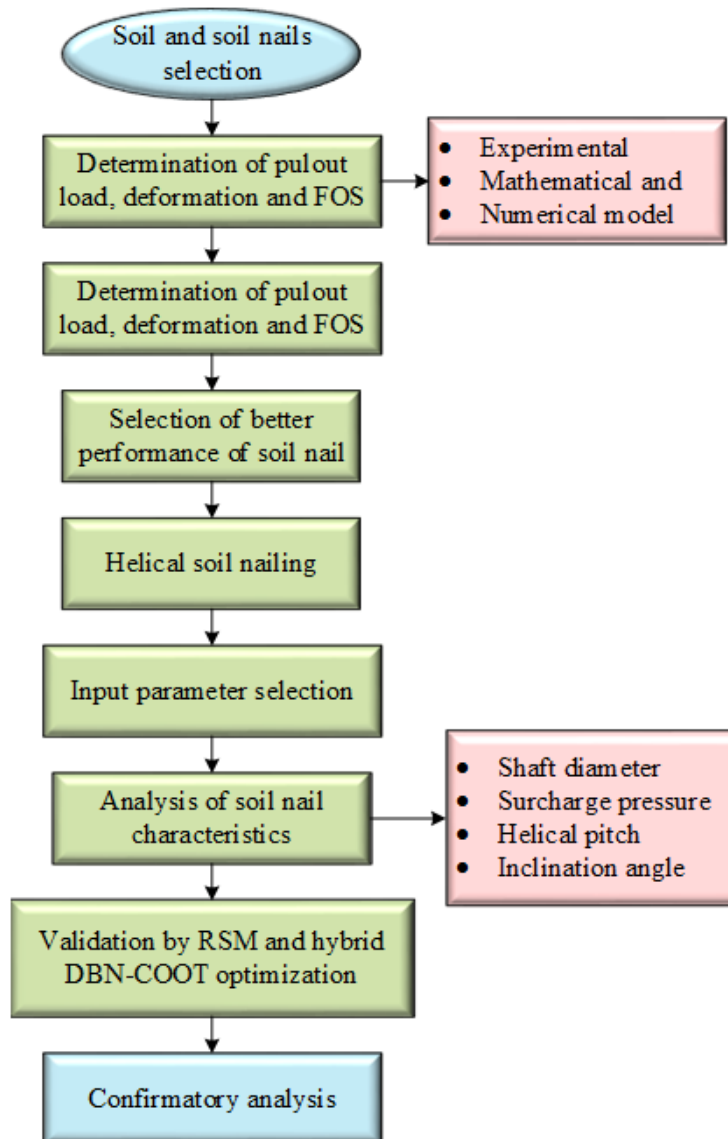 Soil and soil nails
selection
Determination of pulout
load, deformation and FOS
• Experimental
• Mathematical and
• Numerical model
Determination of pulout
load, deformation and FOS
Selection of better
performance of soil nail
Helical soil nailing
Input parameter selection
Analysis of soil nail
characteristics
• Shaft diameter
• Surcharge pressure
• Helical pitch
• Inclination angle
Validation by RSM and hybrid
DBN-COOT optimization
Confirmatory analysis